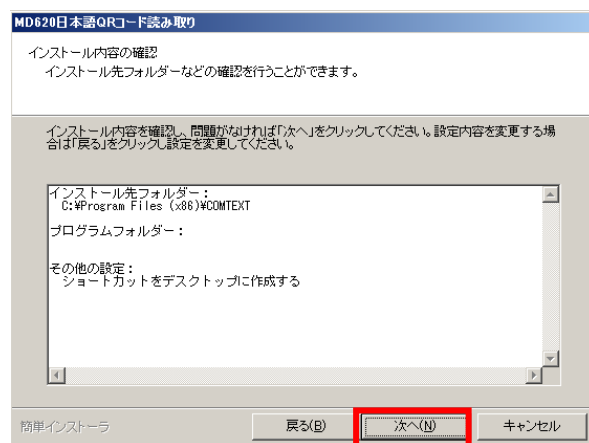 MD620日本語QRコード読み取り
インストール内容の確認
インストール先フォルダーなどの確認を行うことができます。
インストール内容を確認し、問題がなければ「次へ」をクリックしてください。設定内容を変更する場
合は「戻る」をクリックし設定を変更してください。
インストール先フォルダー：
C:¥Program Files (x86)¥COMTEXT
プログラムフォルダー：
その他の設定：
ショートカットをデスクトップに作成する
簡単インストーラ
戻る(B)
次へ(N)
キャンセル